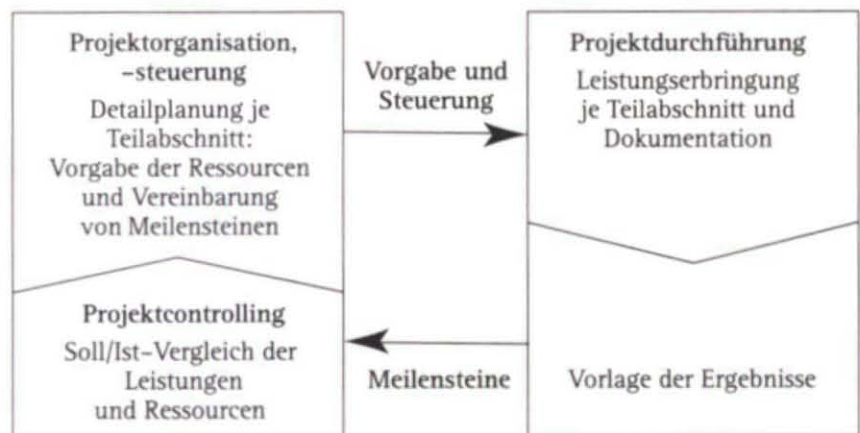 Projektorganisation,
-steuerung
Detailplanung je
Teilabschnitt:
Vorgabe der Ressourcen
und Vereinbarung
von Meilensteinen
Vorgabe und
Steuerung
Projektdurchführung
Leistungserbringung
je Teilabschnitt und
Dokumentation
Projektcontrolling
Soll/Ist-Vergleich der
Leistungen
und Ressourcen
Meilensteine
Vorlage der Ergebnisse